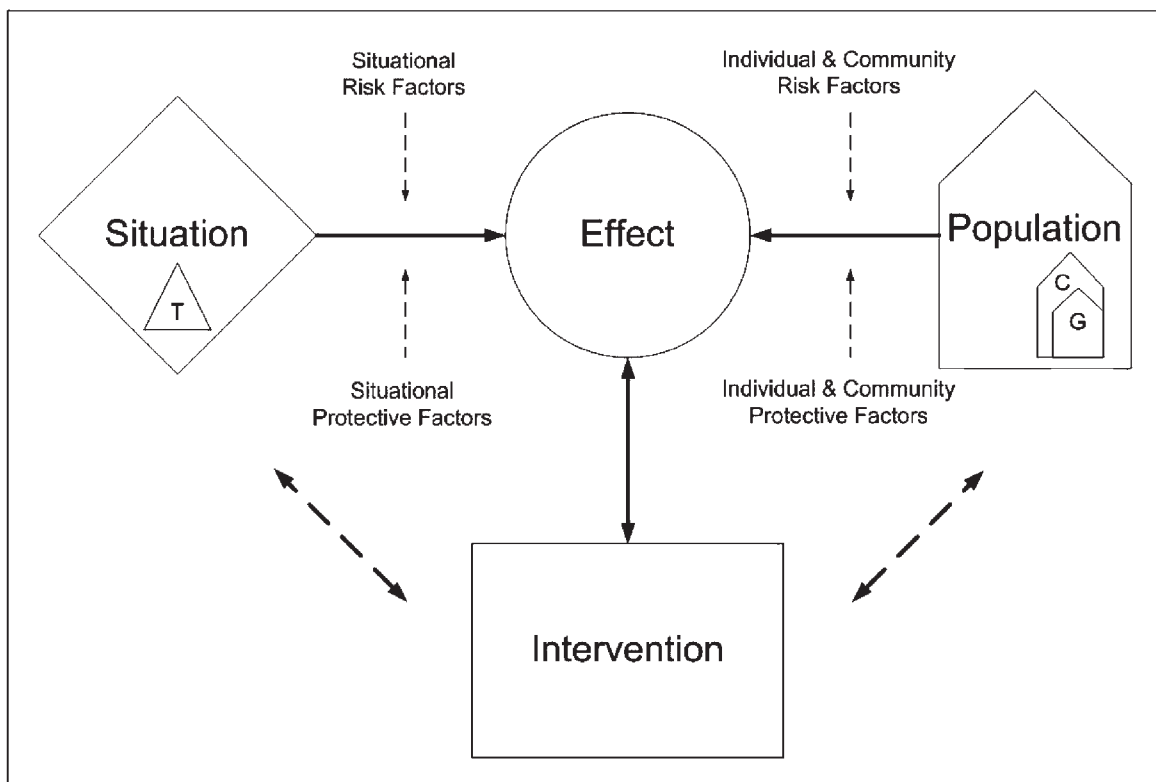 Situational
Risk Factors
Individual & Community
Risk Factors
Situation
T
Effect
Population
C
G
Situational
Protective Factors
Individual & Community
Protective Factors
Intervention